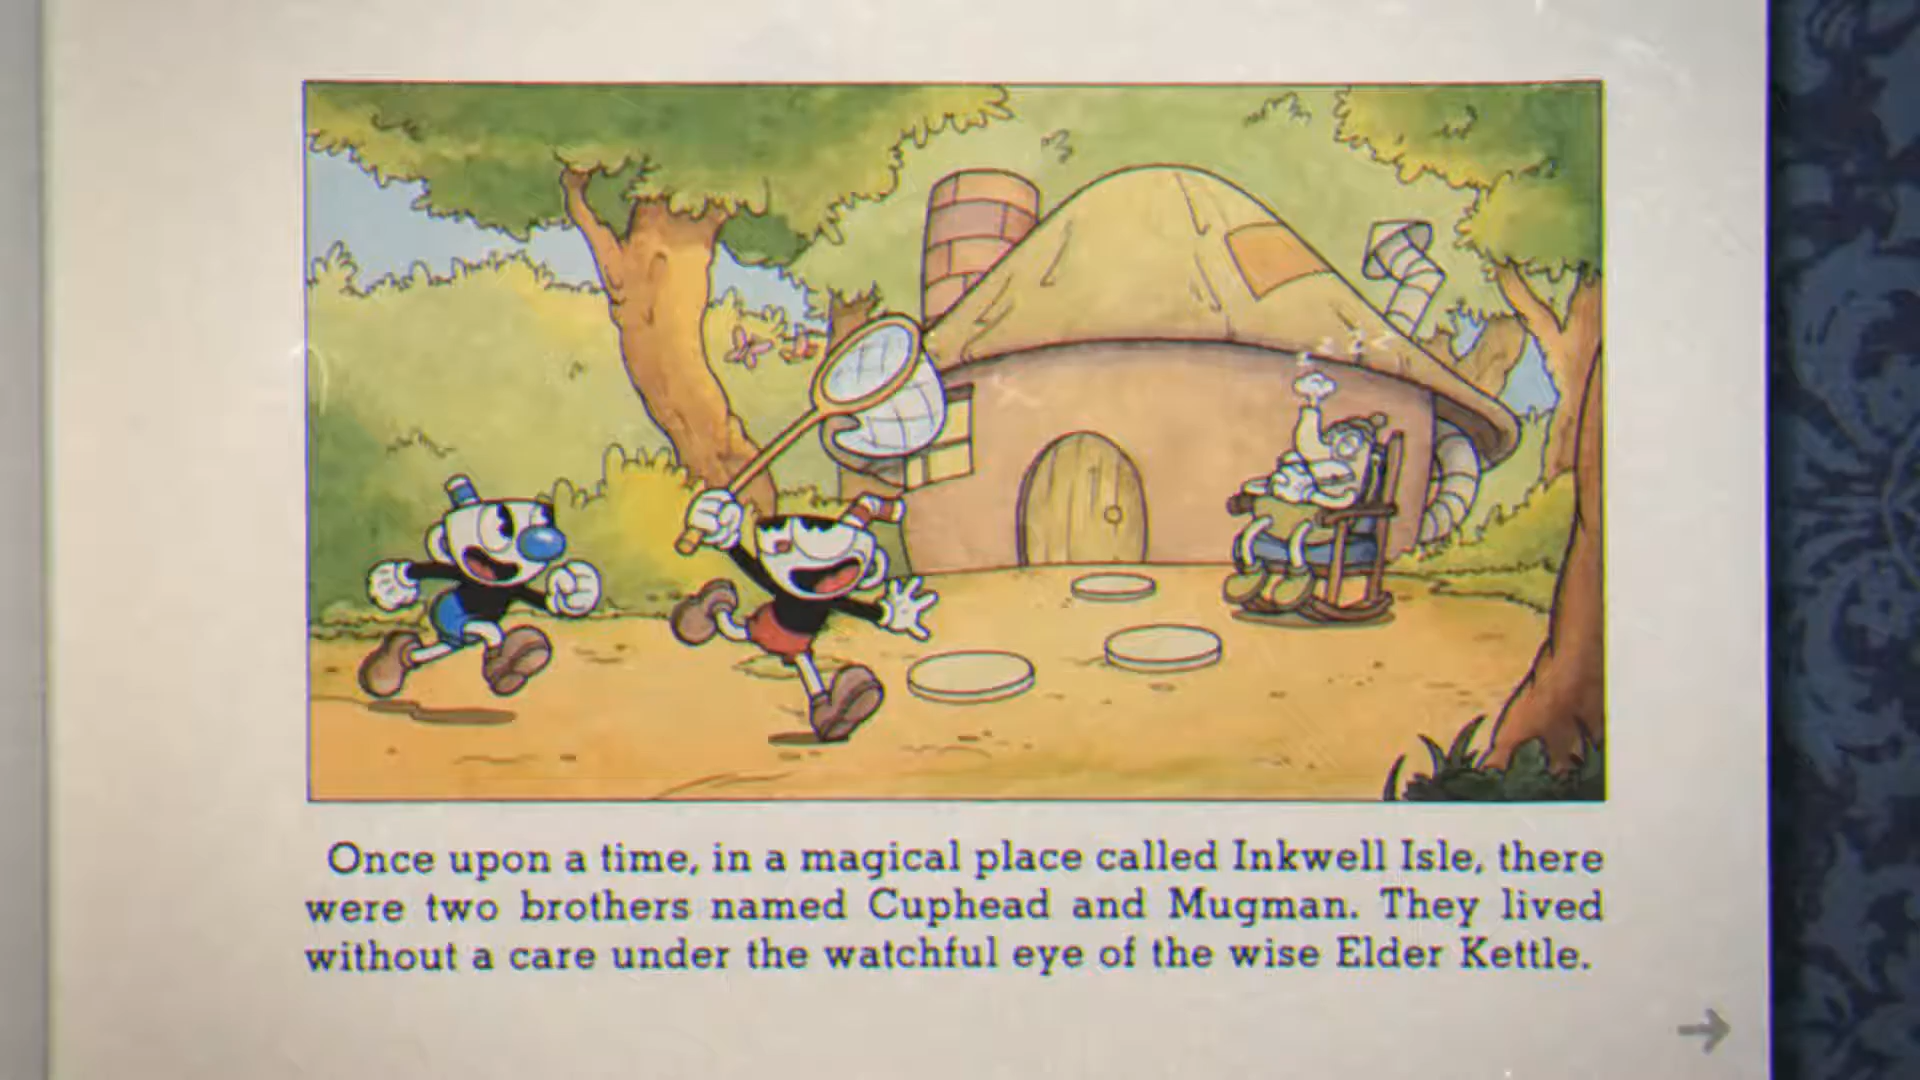 Once upon a time, in a magical place called Inkwell Isle, there
were two brothers named Cuphead and Mugman. They lived
without a care under the watchful eye of the wise Elder Kettle.